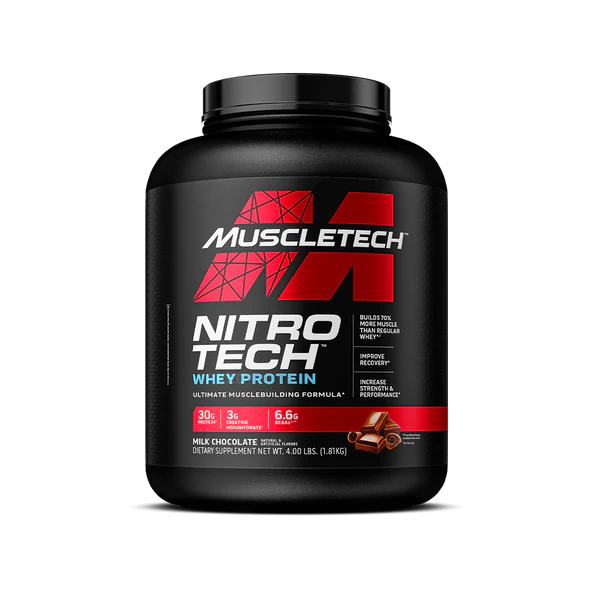 MUSCLETECH™
NITRO
TECH™
WHEY PROTEIN
ULTIMATE MUSCLEBUILDING FORMULA*
BUILDS 70%
MORE MUSCLE
THAN REGULAR
WHEY*
IMPROVE
RECOVERY*
INCREASE
STRENGTH &
PERFORMANCE*
30G
PROTEIN
3G
CREATINE
MONOHYDRATE
6.6G
BCAAs
MILK CHOCOLATE NATURAL &
ARTIFICIAL FLAVORS
DIETARY SUPPLEMENT NET WT. 4.00 LBS. (1.81KG)